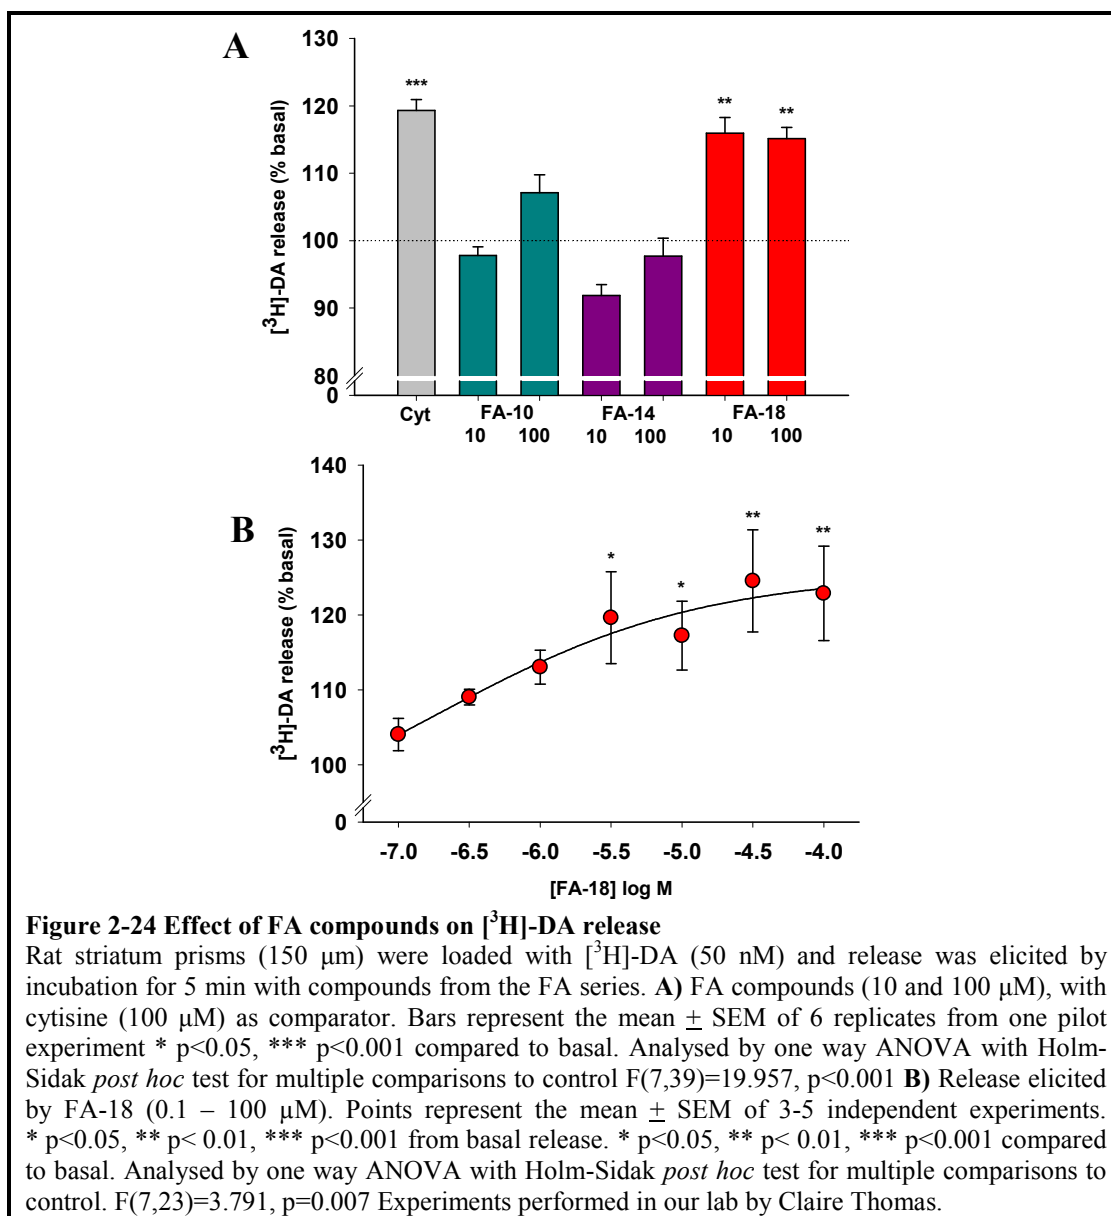 A
130
120
110
100
90
80
0
[³H]-DA release (% basal)
***
**
**
Cyt
FA-10
FA-14
FA-18
10
100
10
100
10
100
B
140
130
120
110
100
0
[³H]-DA release (% basal)
*
*
**
**
-7.0 -6.5 -6.0 -5.5 -5.0 -4.5 -4.0
[FA-18] log M
Figure 2-24 Effect of FA compounds on [³H]-DA release
Rat striatum prisms (150 μm) were loaded with [³H]-DA (50 nM) and release was elicited by
incubation for 5 min with compounds from the FA series. A) FA compounds (10 and 100 μM), with
cytisine (100 μM) as comparator. Bars represent the mean + SEM of 6 replicates from one pilot
experiment * p<0.05, *** p<0.001 compared to basal. Analysed by one way ANOVA with Holm-
Sidak post hoc test for multiple comparisons to control F(7,39)=19.957, p<0.001 B) Release elicited
by FA-18 (0.1 – 100 μM). Points represent the mean + SEM of 3-5 independent experiments.
* p<0.05, ** p< 0.01, *** p<0.001 from basal release. * p<0.05, ** p< 0.01, *** p<0.001 compared
to basal. Analysed by one way ANOVA with Holm-Sidak post hoc test for multiple comparisons to
control. F(7,23)=3.791, p=0.007 Experiments performed in our lab by Claire Thomas.